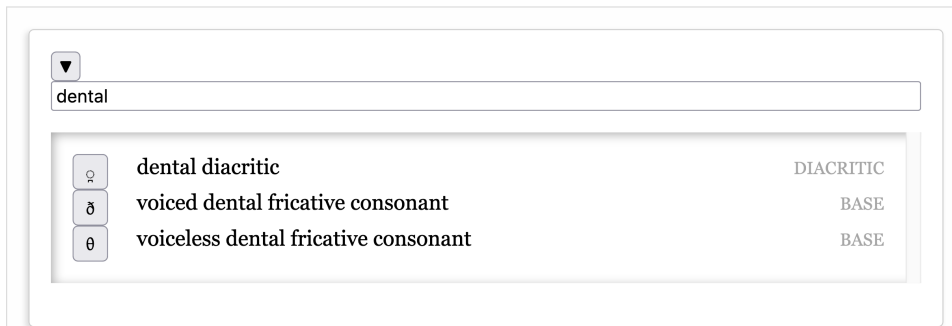 ▼
dental
◌̪ dental diacritic DIACRITIC
ð voiced dental fricative consonant BASE
θ voiceless dental fricative consonant BASE